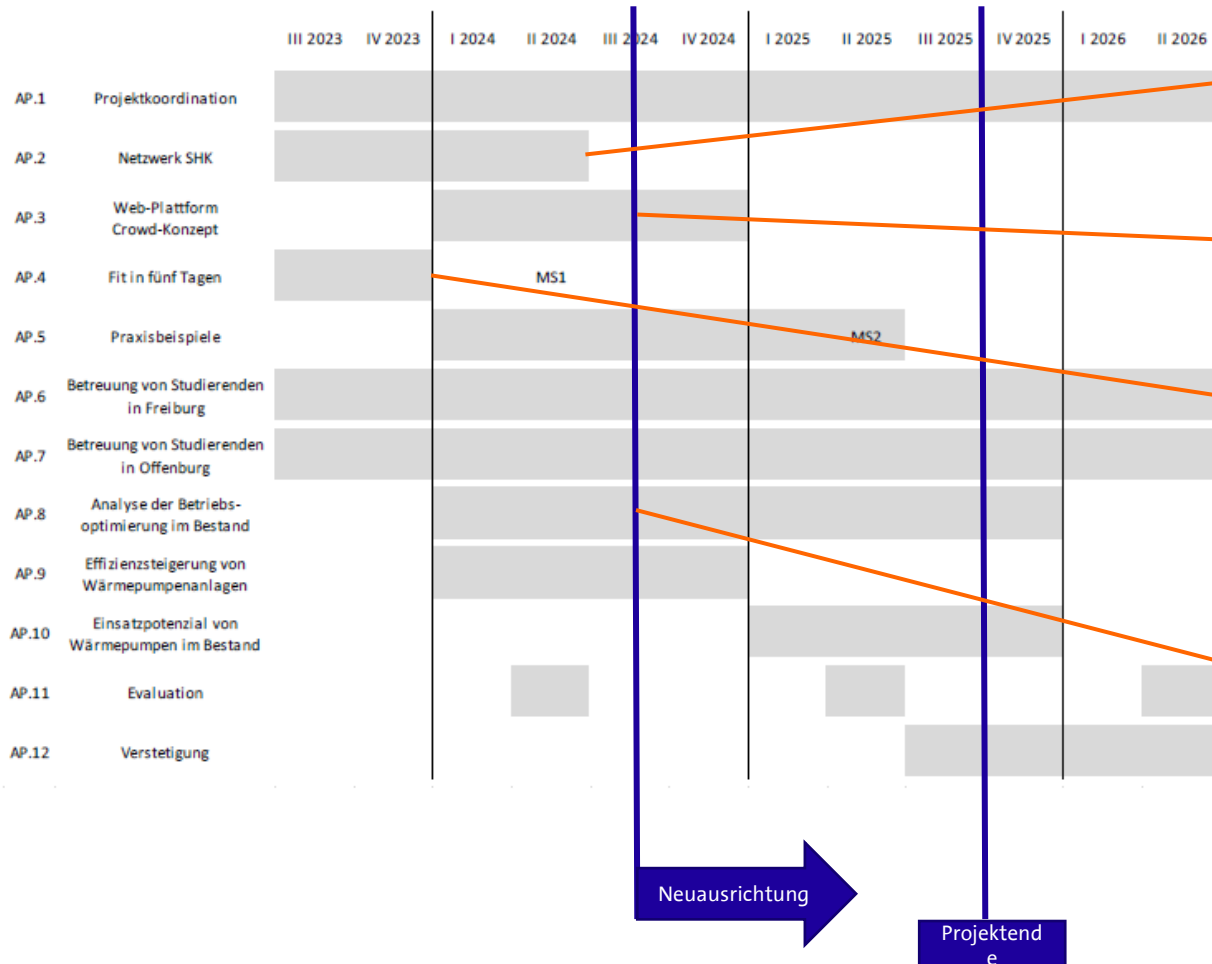 III 2023 IV 2023 I 2024 II 2024 III 2024 IV 2024 I 2025 II 2025 III 2025 IV 2025 I 2026 II 2026
AP.1 Projektkoordination
AP.2 Netzwerk SHK
AP.3 Web-Plattform
Crowd-Konzept
AP.4 Fit in fünf Tagen MS1
AP.5 Praxisbeispiele MS2
AP.6 Betreuung von Studierenden
in Freiburg
AP.7 Betreuung von Studierenden
in Offenburg
AP.8 Analyse der Betriebs-
optimierung im Bestand
AP.9 Effizienzsteigerung von
Wärmepumpenanlagen
AP.10 Einsatzpotenzial von
Wärmepumpen im Bestand
AP.11 Evaluation
AP.12 Verstetigung
Neuausrichtung
Projektend
e